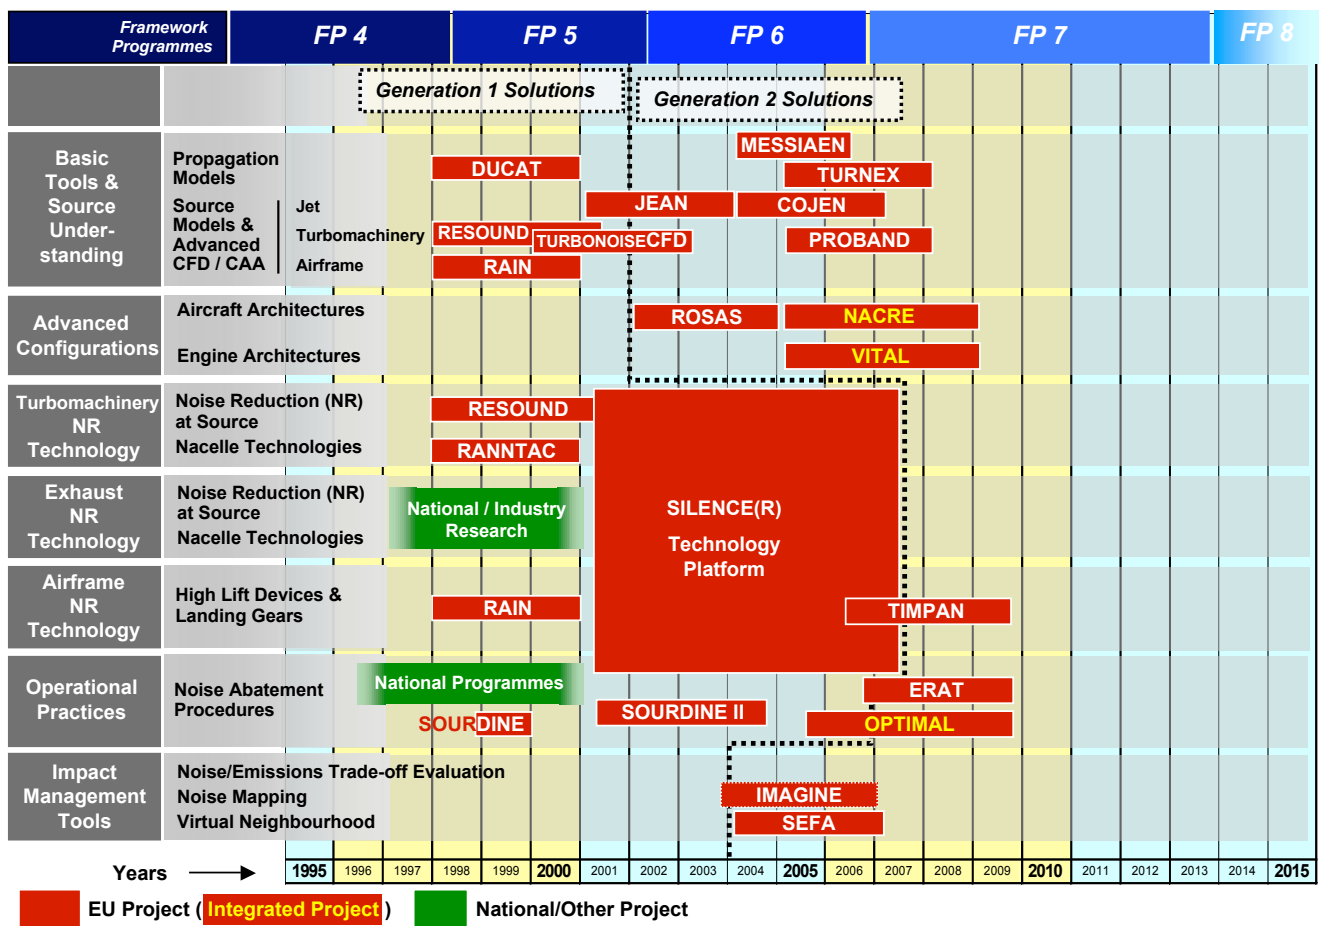 Framework
Programmes
FP 4
FP 5
FP 6
FP 7
FP 8
Generation 1 Solutions
Generation 2 Solutions
Basic
Tools &
Source
Under-
standing
Propagation
Models
Source
Models &
Advanced
CFD / CAA
Jet
Turbomachinery
Airframe
MESSIAEN
DUCAT
TURNEX
JEAN
COJEN
RESOUND
TURBONOISECFD
PROBAND
RAIN
Advanced
Configurations
Aircraft Architectures
Engine Architectures
ROSAS
NACRE
VITAL
Turbomachinery
NR
Technology
Noise Reduction (NR)
at Source
Nacelle Technologies
RESOUND
RANNTAC
Exhaust
NR
Technology
Noise Reduction (NR)
at Source
Nacelle Technologies
National / Industry
Research
SILENCE(R)
Technology
Platform
Airframe
NR
Technology
High Lift Devices &
Landing Gears
RAIN
TIMPAN
Operational
Practices
Noise Abatement
Procedures
National Programmes
SOURDINE
SOURDINE II
ERAT
OPTIMAL
Impact
Management
Tools
Noise/Emissions Trade-off Evaluation
Noise Mapping
Virtual Neighbourhood
IMAGINE
SEFA
Years
1995 1996 1997 1998 1999 2000 2001 2002 2003 2004 2005 2006 2007 2008 2009 2010 2011 2012 2013 2014 2015
EU Project ( Integrated Project )
National/Other Project